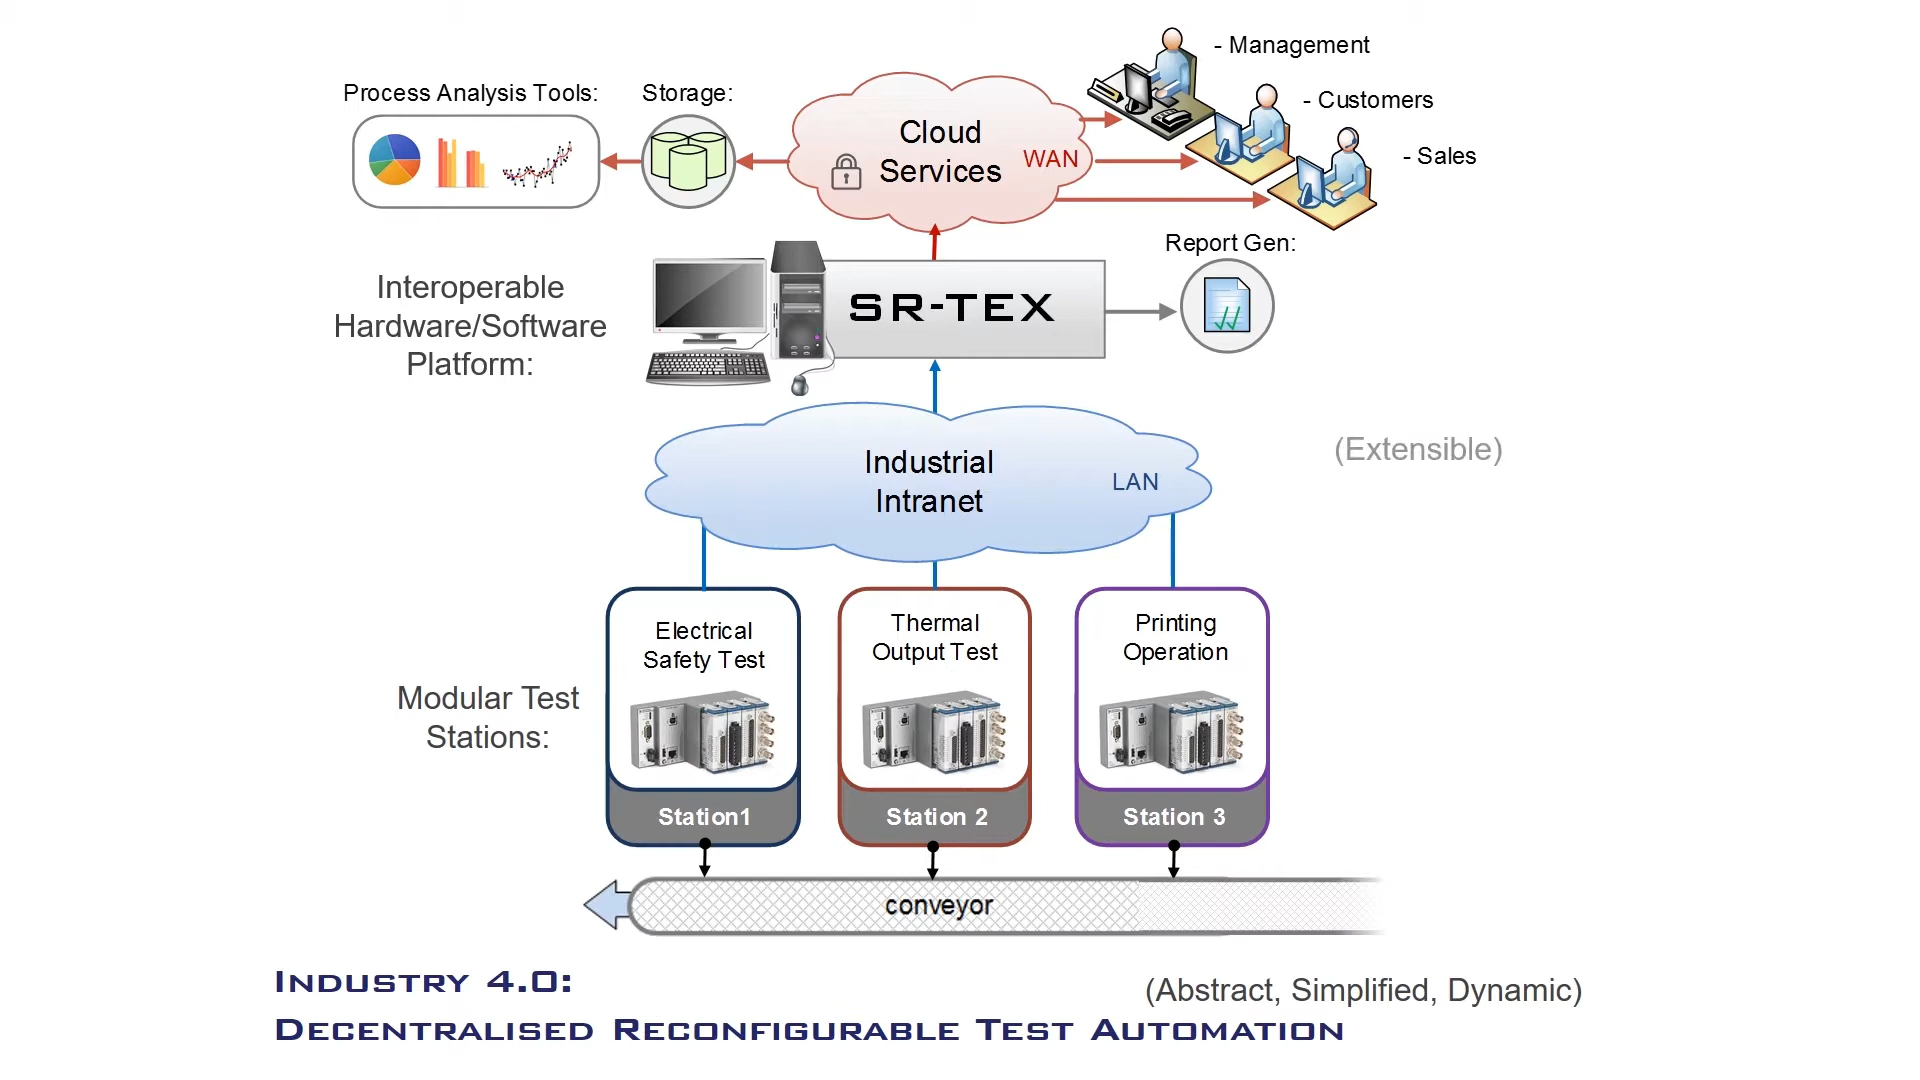 - Management
Process Analysis Tools:
Storage:
- Customers
Cloud
Services
WAN
- Sales
Report Gen:
Interoperable
Hardware/Software
Platform:
SR-TEX
Industrial
Intranet
LAN
(Extensible)
Electrical
Safety Test
Thermal
Output Test
Printing
Operation
Modular Test
Stations:
Station1
Station 2
Station 3
conveyor
Industry 4.0:
(Abstract, Simplified, Dynamic)
Decentralised Reconfigurable Test Automation